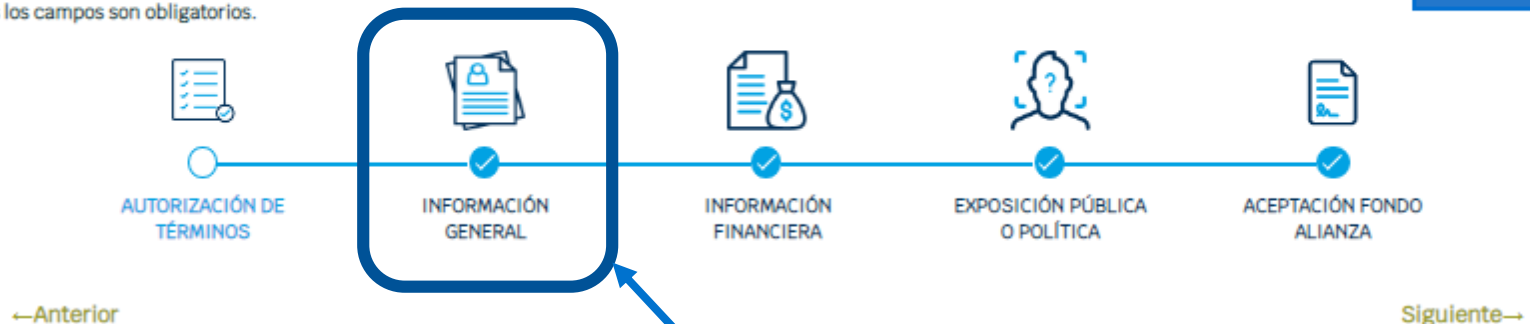 los campos son obligatorios.
$
?
AUTORIZACIÓN DE
TÉRMINOS
INFORMACIÓN
GENERAL
INFORMACIÓN
FINANCIERA
EXPOSICIÓN PÚBLICA
O POLÍTICA
ACEPTACIÓN FONDO
ALIANZA
←Anterior
Siguiente→